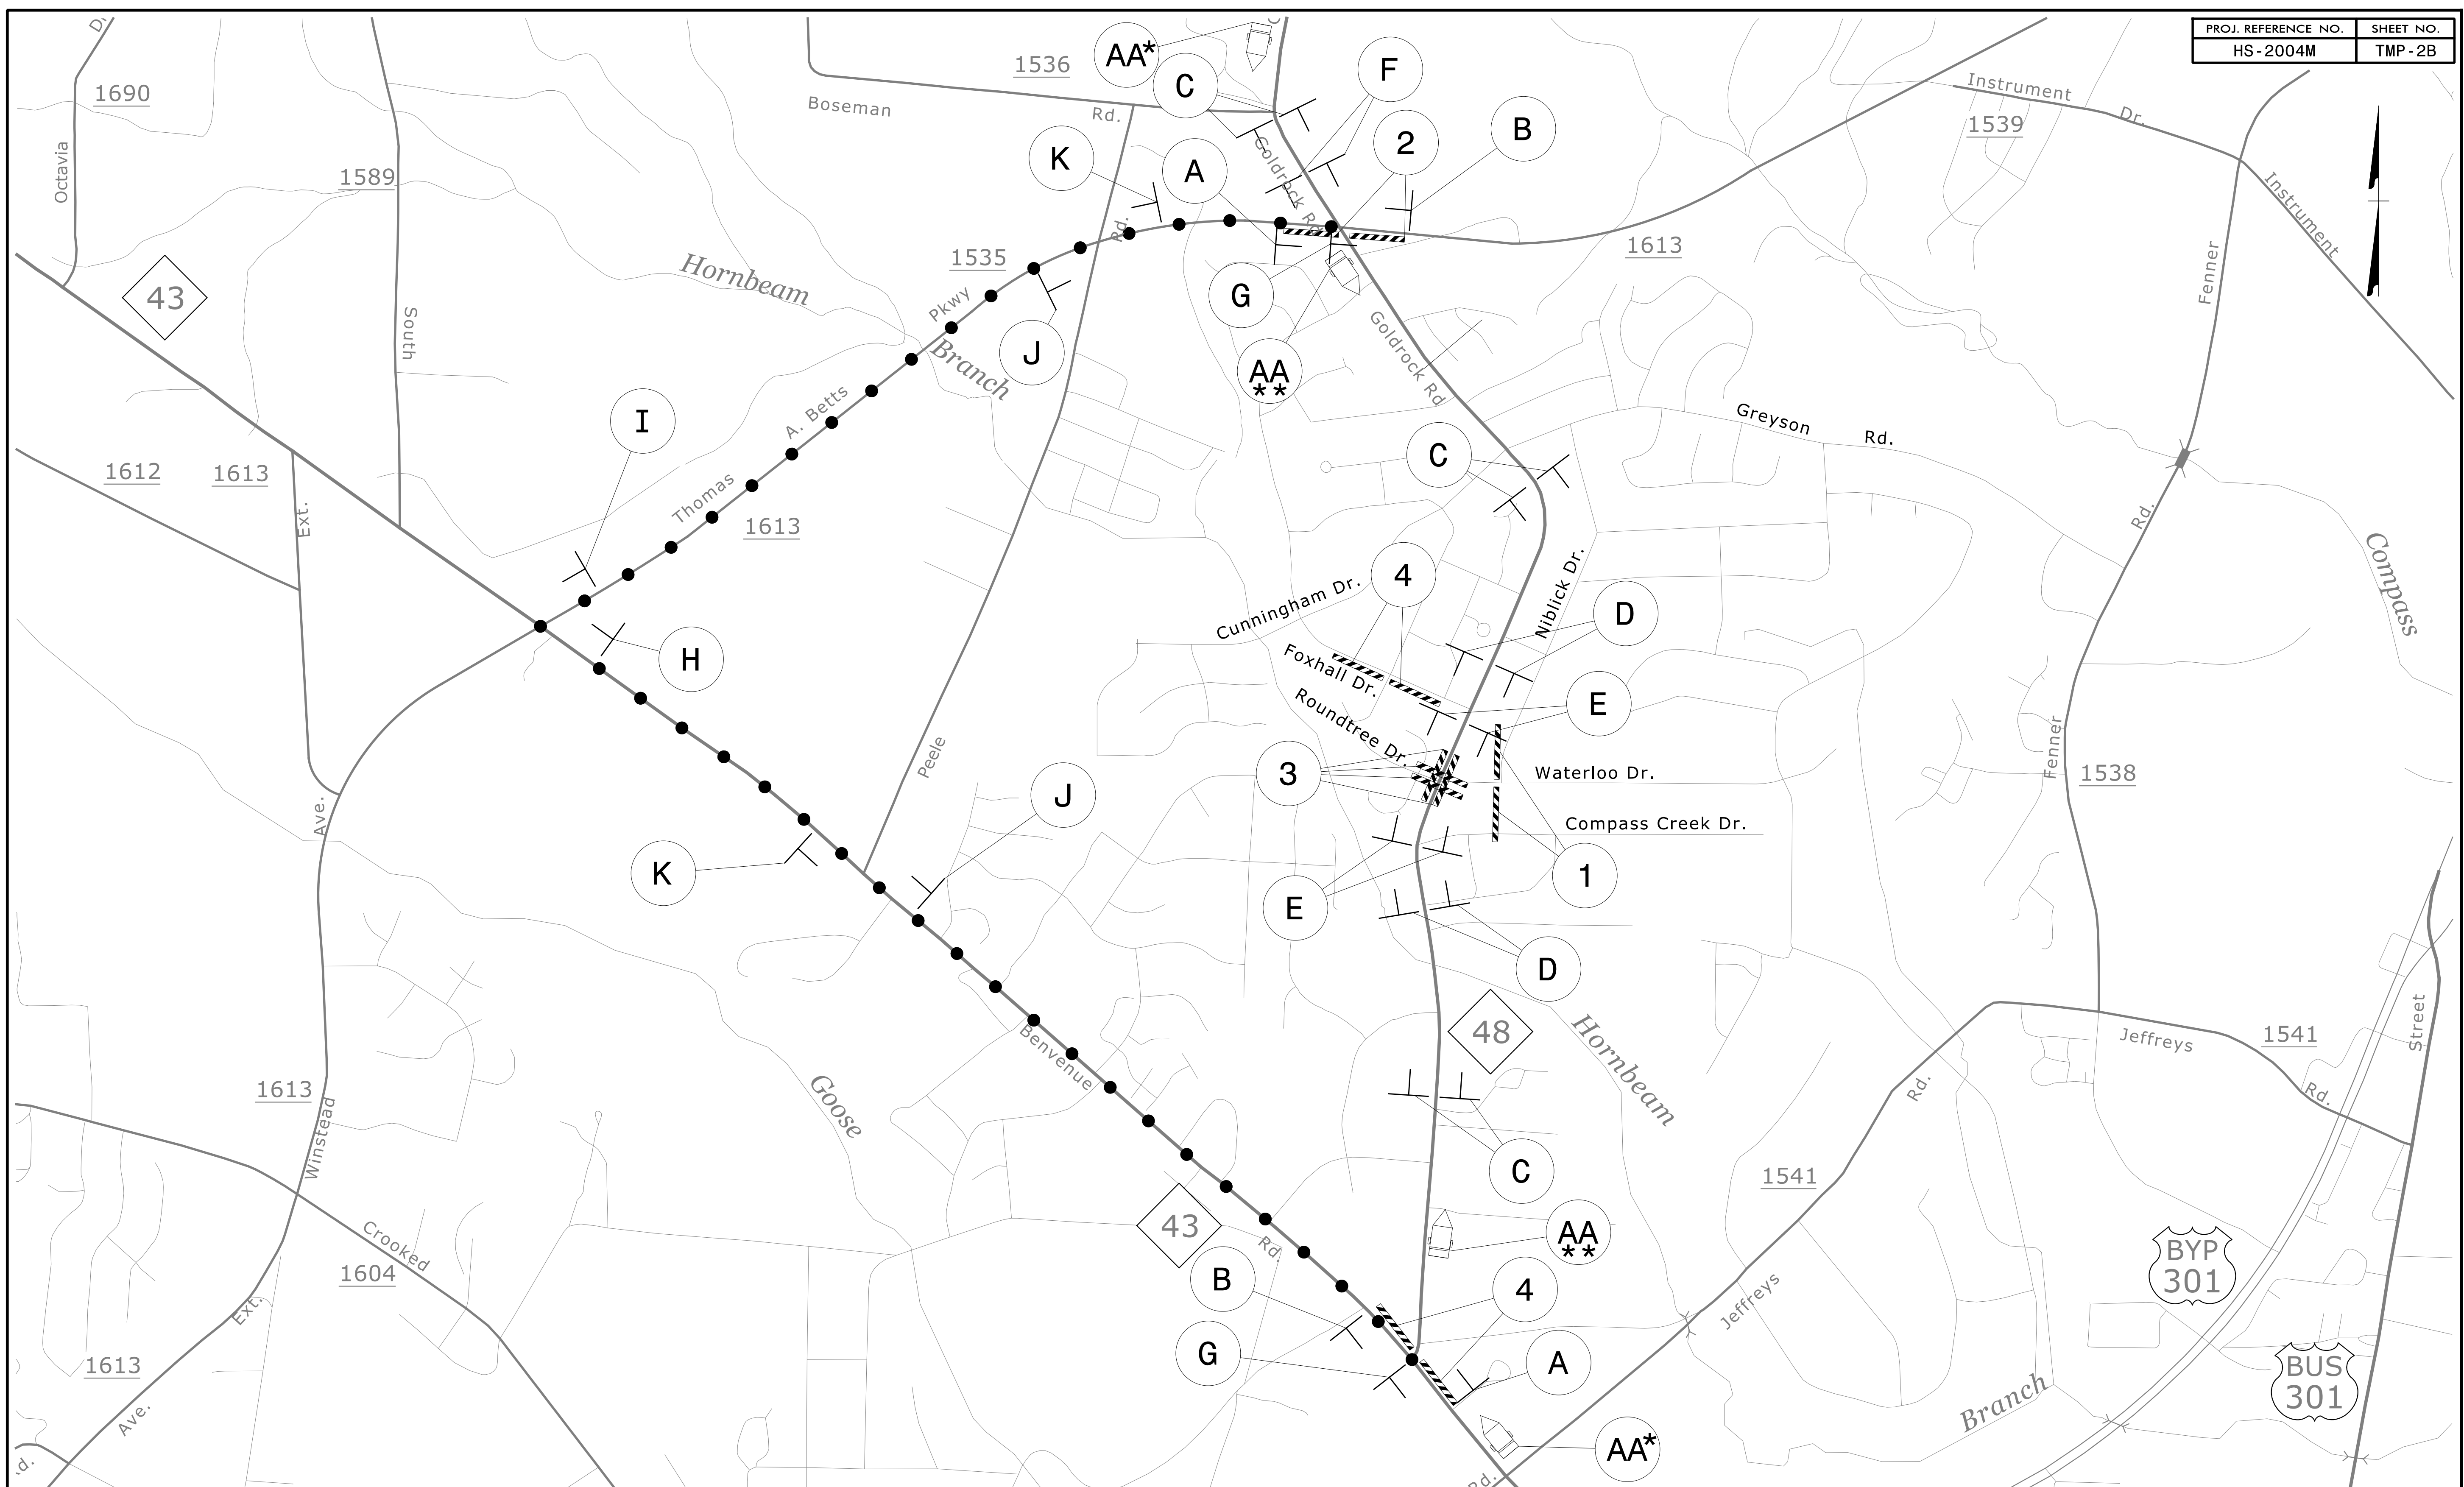 PROJ. REFERENCE NO.
SHEET NO.
HS-2004M
TMP-2B
AA*
C
F
2
B
K
A
1536
Boseman
Rd.
1690
Octavia
1589
South
43
Hornbeam
Branch
1535
Pkwy
Rd.
Goldrock Rd
G
J
AA
**
Goldrock Rd
1613
Instrument
Dr.
1539
Instrument
Fenner
Greyson
Rd.
1612
1613
Ext.
I
A. Betts
Thomas
1613
C
Rd.
Compass
4
Cunningham Dr.
Niblick Dr.
D
H
Foxhall Dr.
E
Roundtree Dr.
3
Waterloo Dr.
Fenner
1538
Peele
Ave.
J
Compass Creek Dr.
K
1
E
D
48
Hornbeam
Benvenue
1541
Jeffreys
Street
Rd.
Rd.
Goose
1613
Winstead
C
1541
43
Rd.
AA
**
Crooked
1604
B
4
BYP
301
Jeffreys
Ext.
G
A
1613
BUS
301
Ave.
Branch
AA*
Rd.